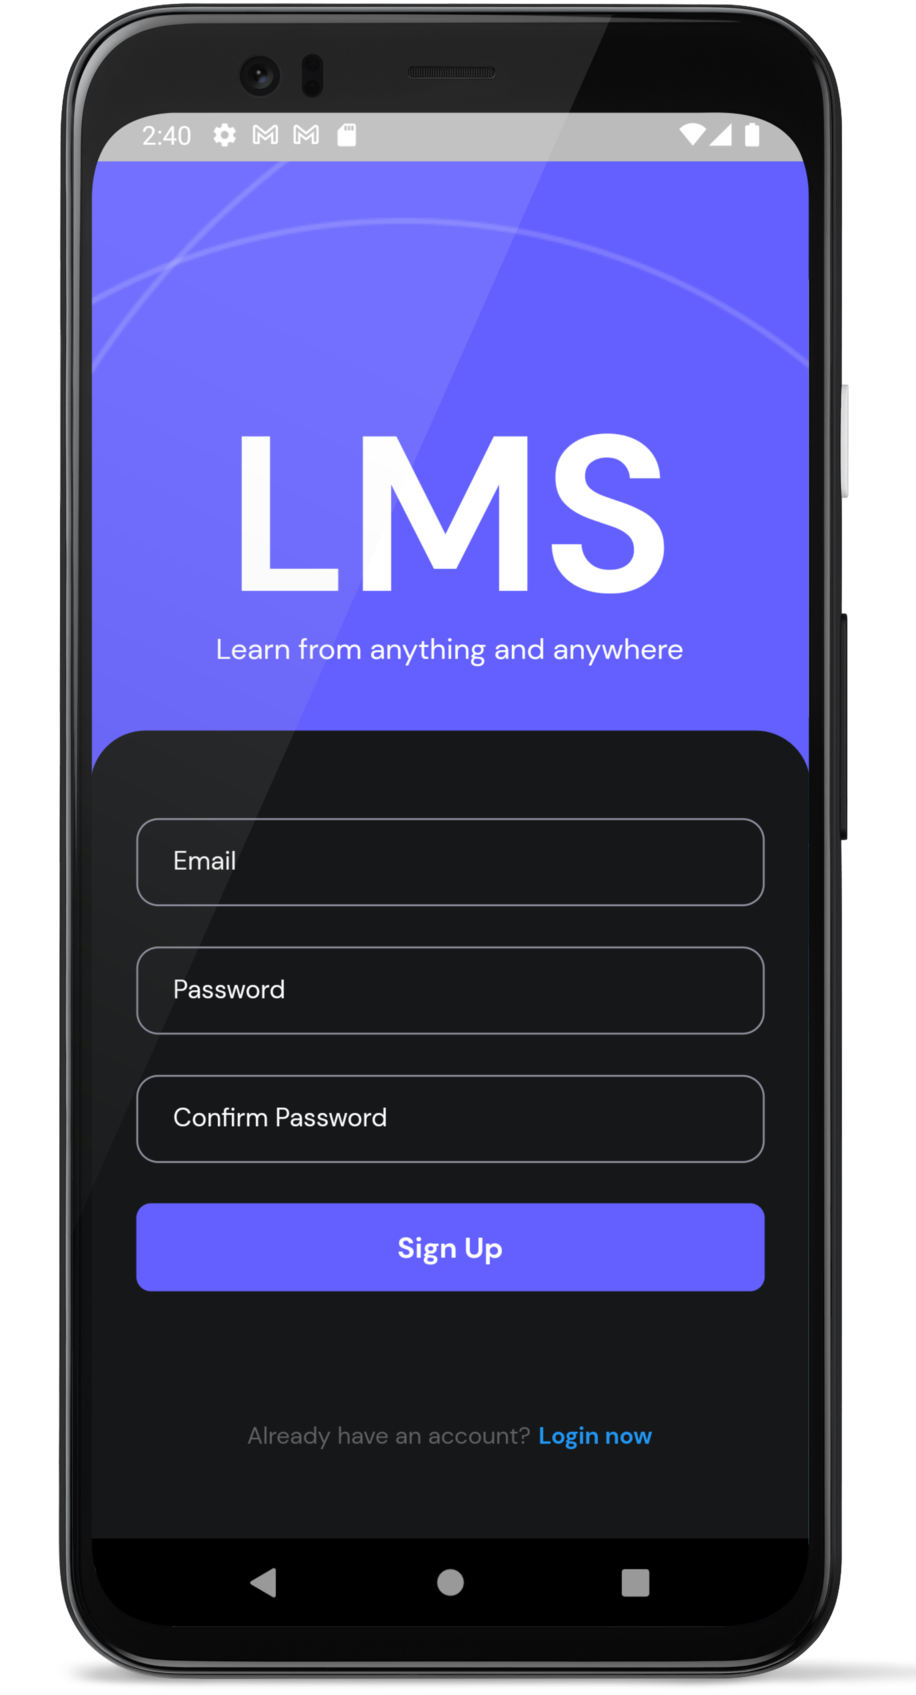 2:40
LMS
Learn from anything and anywhere
Email
Password
Confirm Password
Sign Up
Already have an account? Login now